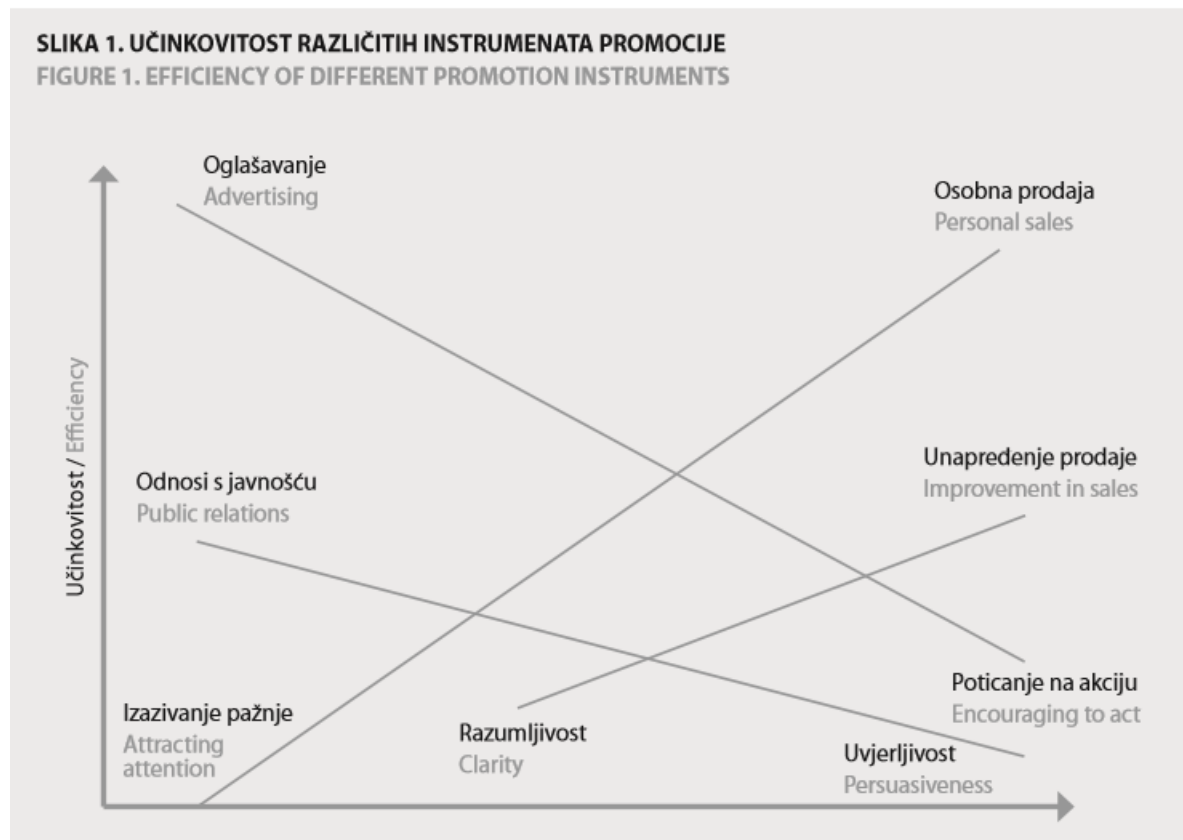 SLIKA 1. UČINKOVITOST RAZLIČITIH INSTRUMENATA PROMOCIJE
FIGURE 1. EFFICIENCY OF DIFFERENT PROMOTION INSTRUMENTS
Oglašavanje
Advertising
Osobna prodaja
Personal sales
Učinkovitost / Efficiency
Odnosi s javnošću
Public relations
Unapređenje prodaje
Improvement in sales
Izazivanje pažnje
Attracting
attention
Razumljivost
Clarity
Uvjerljivost
Persuasiveness
Poticanje na akciju
Encouraging to act